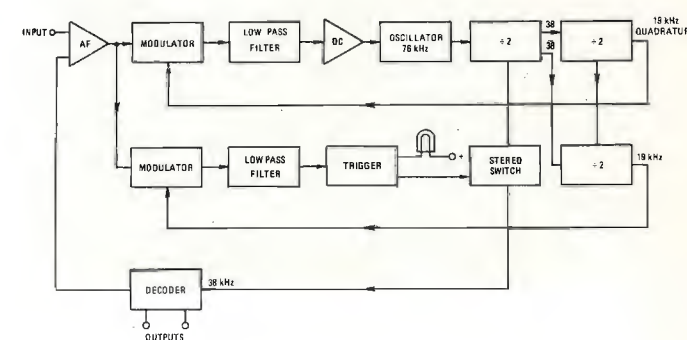 INPUT
AF
MODULATOR
LOW PASS
FILTER
DC
OSCILLATOR
76 kHz
÷2
38
38
÷2
19 kHz
QUADRATUR
MODULATOR
LOW PASS
FILTER
TRIGGER
+
STEREO
SWITCH
÷2
19 kHz
DECODER
38 kHz
OUTPUTS